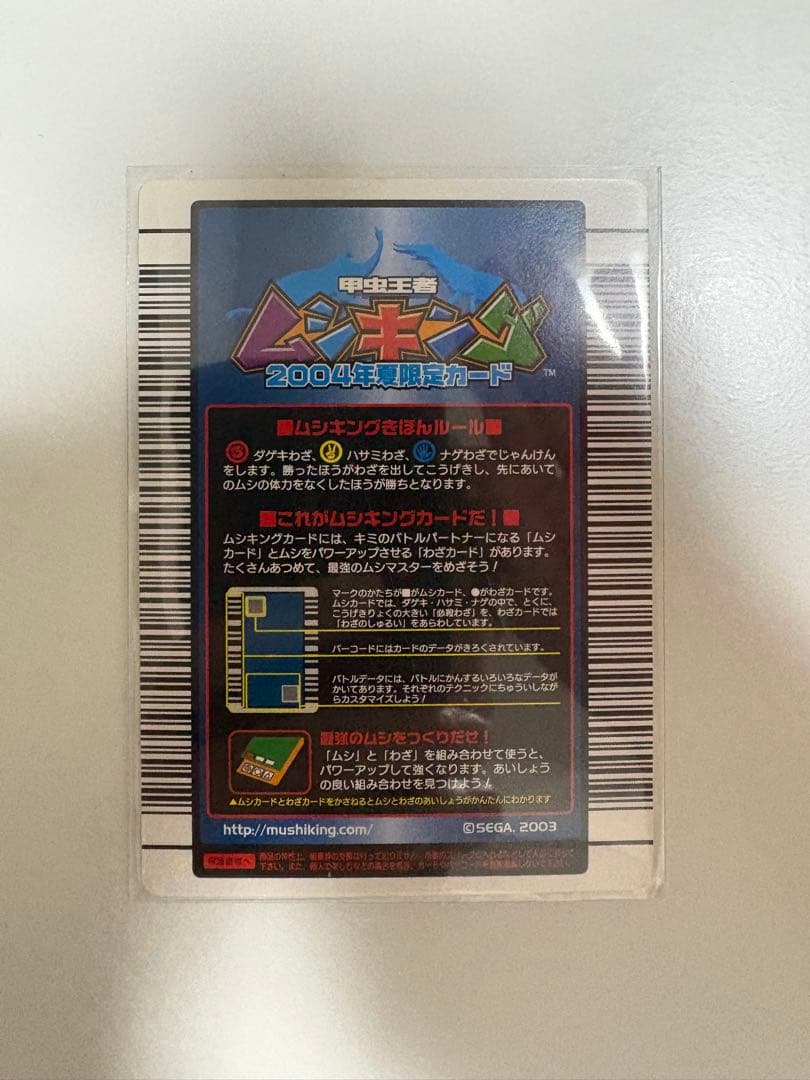 甲虫王者
ムシキング
TM
2004年夏限定カード
■ムシキングきほんルール■
ダゲキわざ、ハサミわざ、ナゲわざでじゃんけん
をします。勝ったほうがわざを出してこうげきし、先にあいて
のムシの体力をなくしたほうが勝ちとなります。
■これがムシキングカードだ！■
ムシキングカードには、キミのバトルパートナーになる「ムシ
カード」とムシをパワーアップさせる「わざカード」があります。
たくさんあつめて、最強のムシマスターをめざそう！
マークのかたちが■がムシカード、●がわざカードです。
ムシカードでは、ダゲキ・ハサミ・ナゲの中で、とくに、
こうげきりょくの大きい「必殺わざ」を、わざカードでは
「わざのしゅるい」をあらわしています。
バーコードにはカードのデータがきろくされています。
バトルデータには、バトルにかんするいろいろなデータが
かいてあります。それぞれのテクニックにちゅういしなが
らカスタマイズしよう！
最強のムシをつくりだせ！
「ムシ」と「わざ」を組み合わせて使うと、
パワーアップして強くなります。あいしょう
の良い組み合わせを見つけよう！
▲ムシカードとわざカードをかさねるとムシとわざのあいしょうがかんたんにわかります
http://mushiking.com/
©SEGA, 2003
保護者様へ